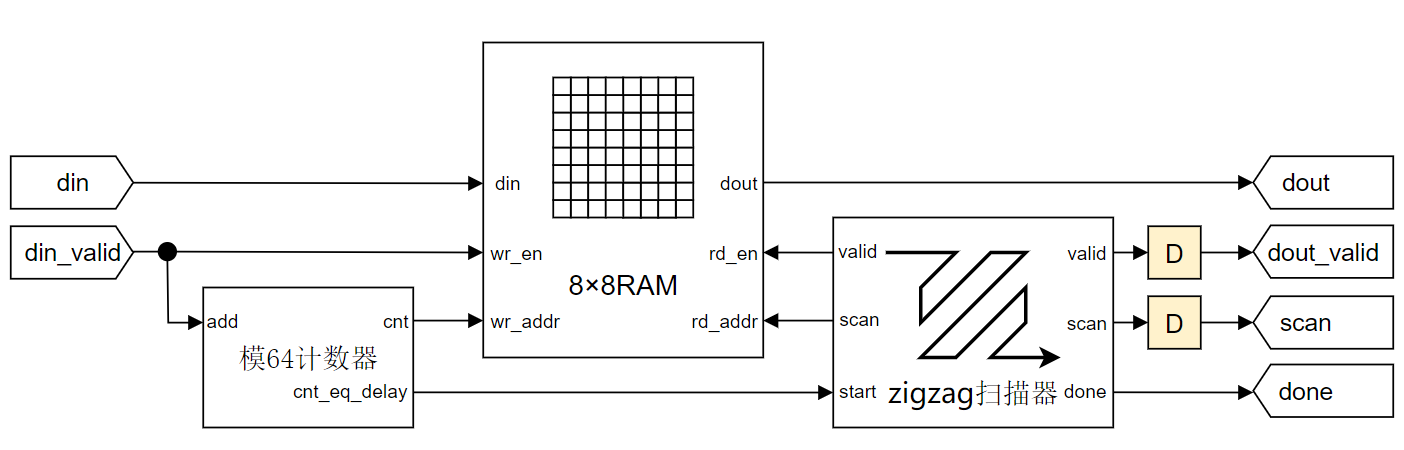 din
din_valid
add
cnt
模64计数器
cnt_eq_delay
din
dout
wr_en
rd_en
8×8RAM
wr_addr
rd_addr
valid
valid
scan
scan
start
zigzag扫描器
done
D
D
dout
dout_valid
scan
done